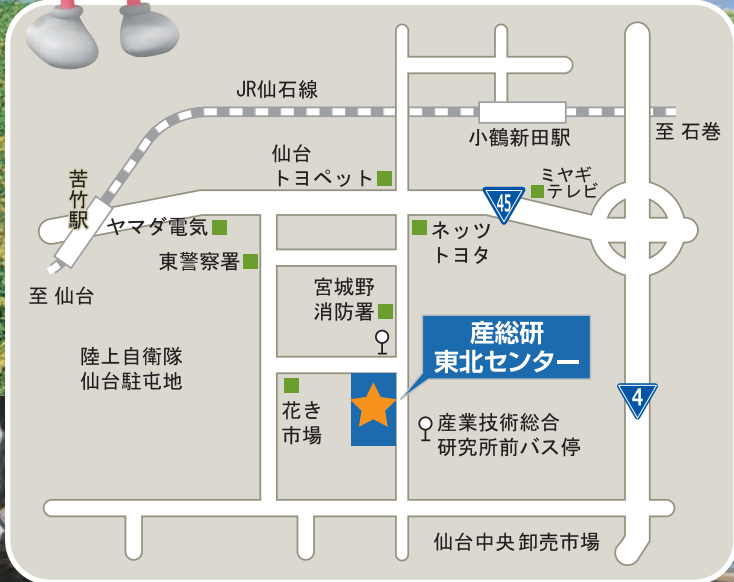 JR仙石線
小鶴新田駅
至 石巻
仙台
トヨペット
ミヤギ
テレビ
苦竹駅
45
ヤマダ電気
ネッツ
トヨタ
東警察署
至 仙台
宮城野
消防署
産総研
東北センター
陸上自衛隊
仙台駐屯地
4
花き
市場
産業技術総合
研究所前バス停
仙台中央卸売市場